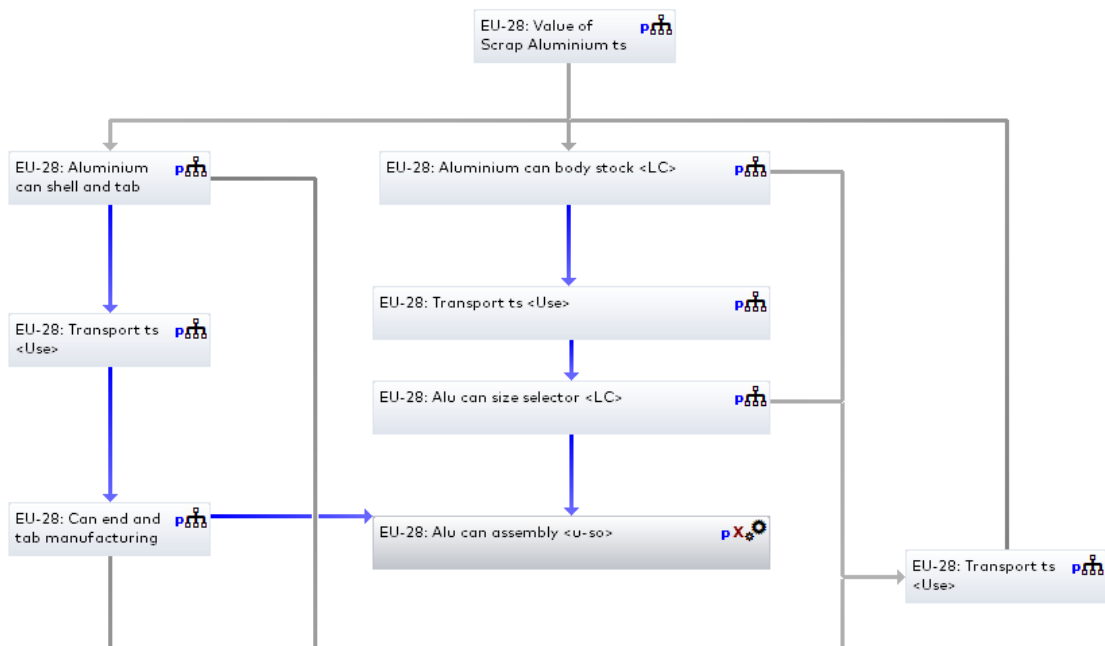 EU-28: Value of
Scrap Aluminium ts
p
EU-28: Aluminium
can shell and tab
p
EU-28: Aluminium can body stock <LC>
p
EU-28: Transport ts
<Use>
p
EU-28: Transport ts <Use>
p
EU-28: Alu can size selector <LC>
p
EU-28: Can end and
tab manufacturing
p
EU-28: Alu can assembly <u-so>
p X
EU-28: Transport ts
<Use>
p